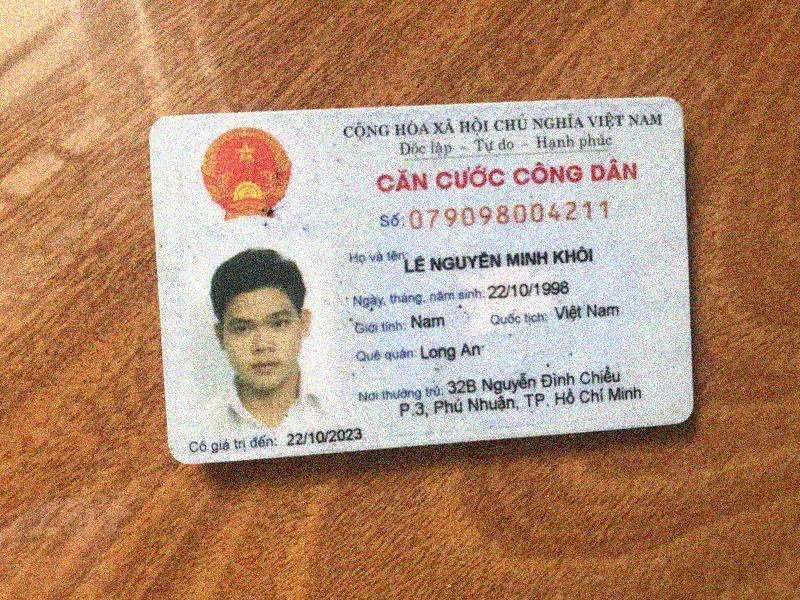 CỘNG HÒA XÃ HỘI CHỦ NGHĨA VIỆT NAM
Độc lập - Tự do - Hạnh phúc
CĂN CƯỚC CÔNG DÂN
Số: 079098004211
Họ và tên: LÊ NGUYỄN MINH KHÔI
Ngày, tháng, năm sinh: 22/10/1998
Giới tính: Nam Quốc tịch: Việt Nam
Quê quán: Long An
Nơi thường trú: 32B Nguyễn Đình Chiểu
P.3, Phú Nhuận, TP. Hồ Chí Minh
Có giá trị đến: 22/10/2023